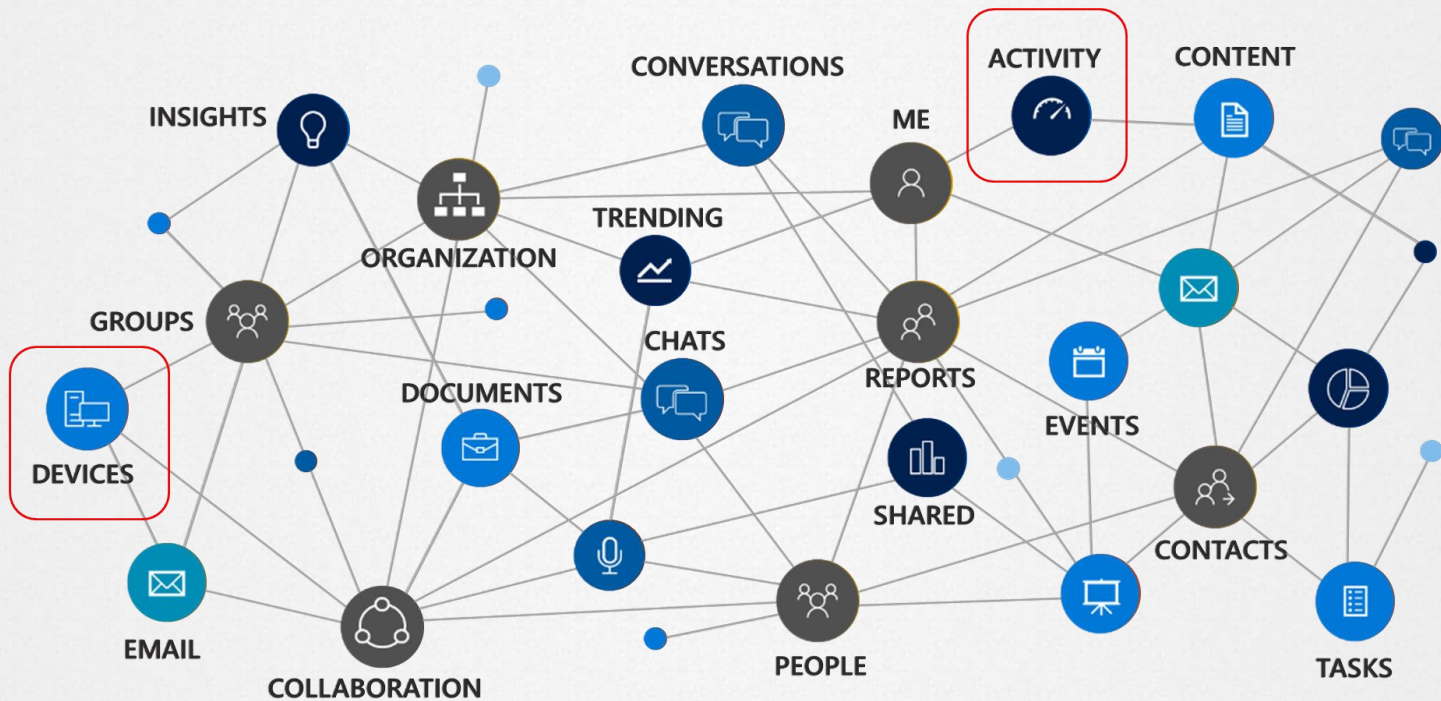 ACTIVITY
CONTENT
CONVERSATIONS
INSIGHTS
ME
TRENDING
ORGANIZATION
GROUPS
CHATS
REPORTS
DOCUMENTS
EVENTS
DEVICES
SHARED
CONTACTS
EMAIL
PEOPLE
TASKS
COLLABORATION